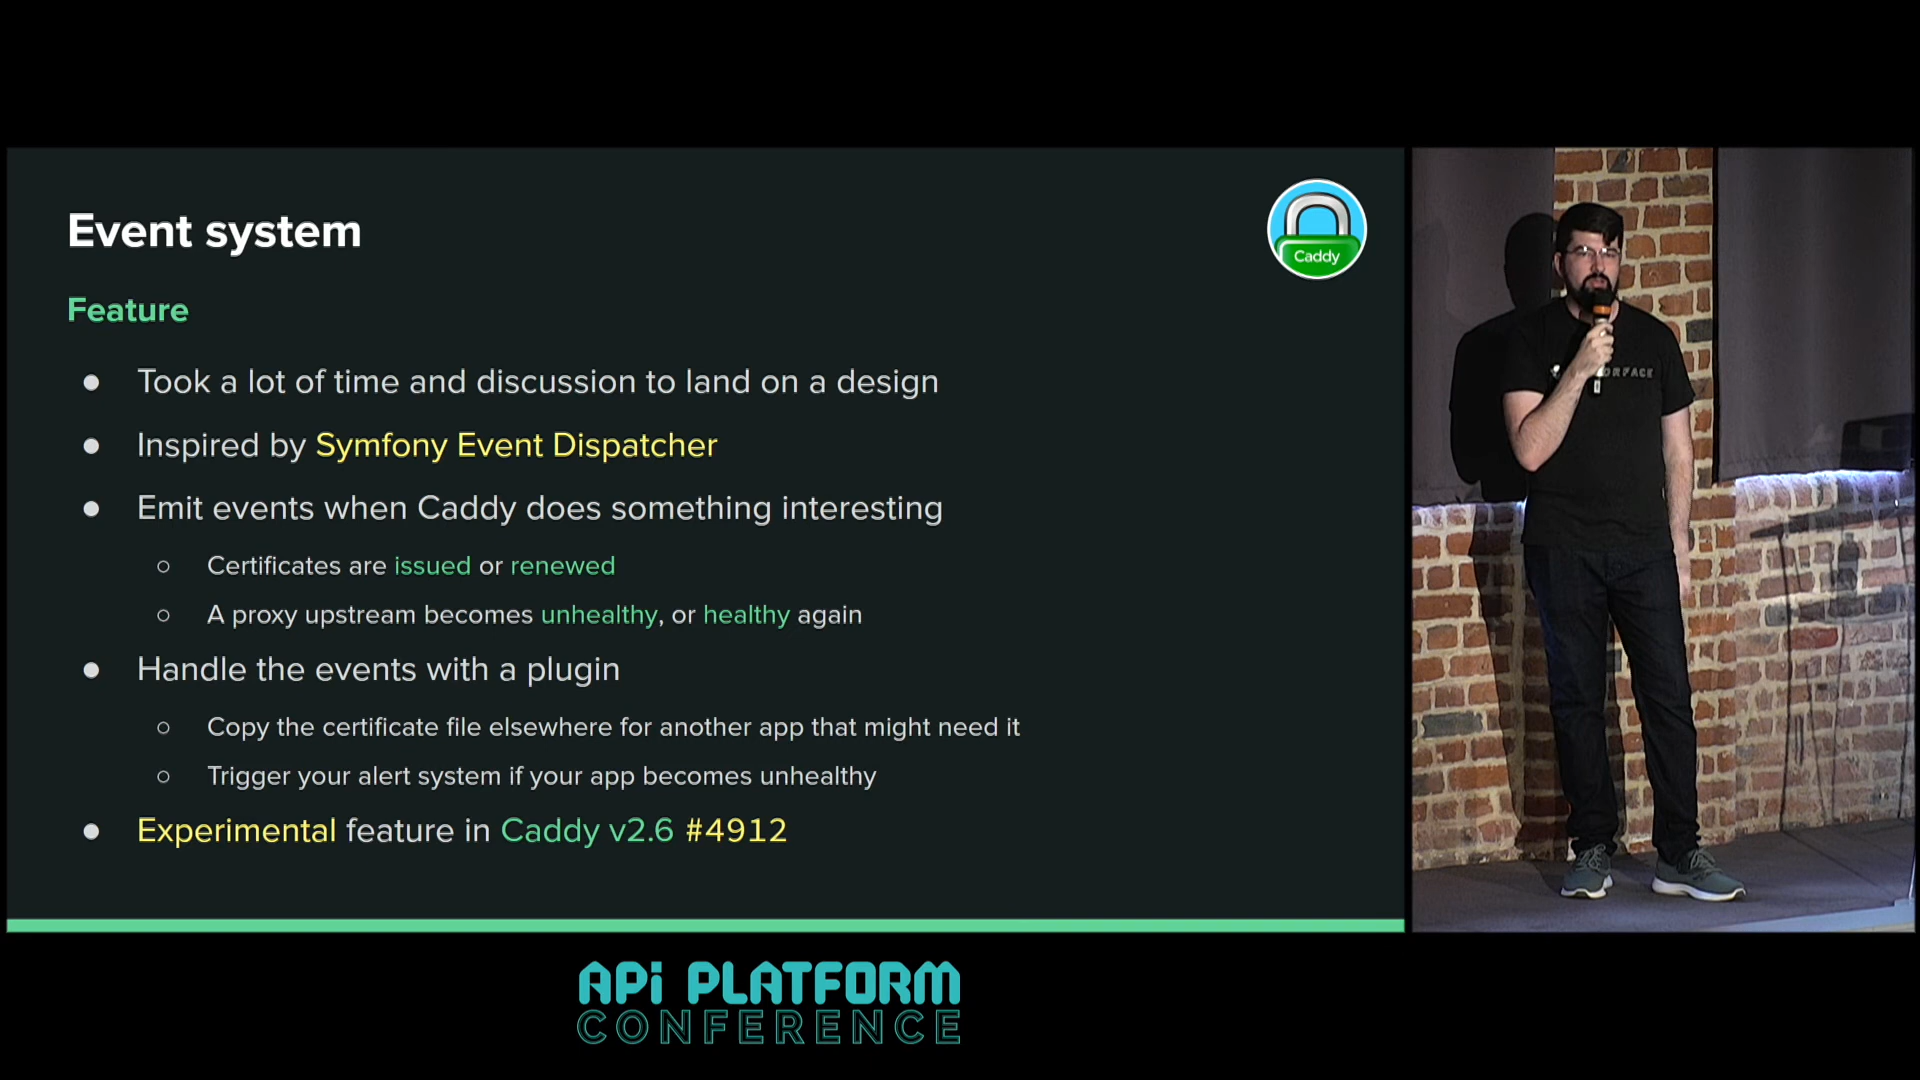 Event system
Caddy
Feature
● Took a lot of time and discussion to land on a design
● Inspired by Symfony Event Dispatcher
● Emit events when Caddy does something interesting
○ Certificates are issued or renewed
○ A proxy upstream becomes unhealthy, or healthy again
● Handle the events with a plugin
○ Copy the certificate file elsewhere for another app that might need it
○ Trigger your alert system if your app becomes unhealthy
● Experimental feature in Caddy v2.6 #4912
APi PLATFORM
CONFERENCE